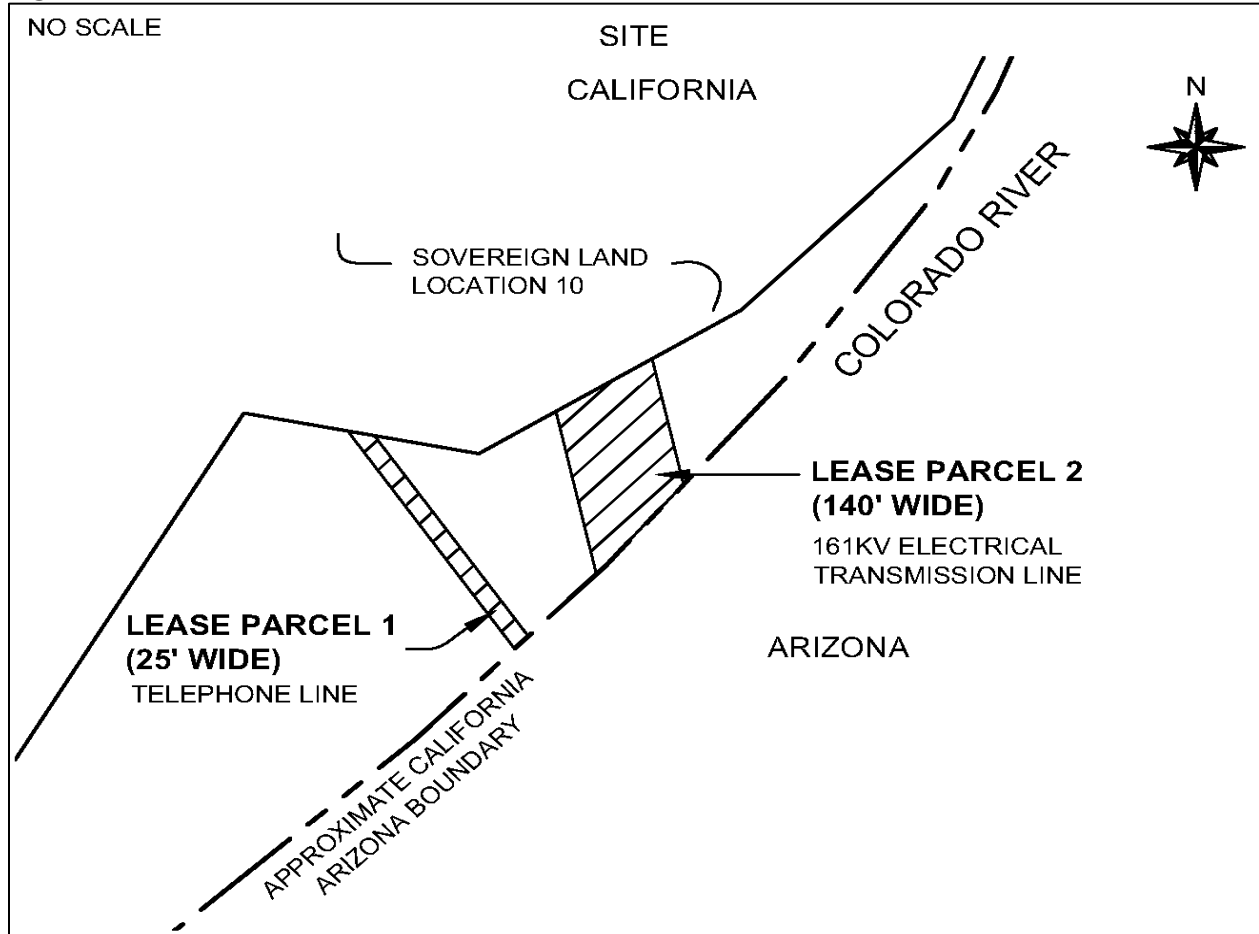 NO SCALE
SITE
CALIFORNIA
N
COLORADO RIVER
SOVEREIGN LAND
LOCATION 10
LEASE PARCEL 2
(140' WIDE)
161KV ELECTRICAL
TRANSMISSION LINE
LEASE PARCEL 1
(25' WIDE)
TELEPHONE LINE
ARIZONA
APPROXIMATE CALIFORNIA
ARIZONA BOUNDARY